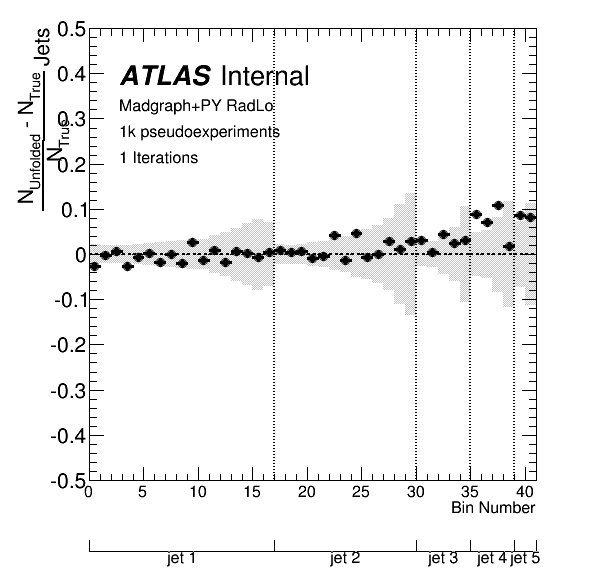 Jets
N_Unfolded - N_True
N_True
0.5
0.4
0.3
0.2
0.1
0
-0.1
-0.2
-0.3
-0.4
-0.5
ATLAS Internal
Madgraph+PY RadLo
1k pseudoexperiments
1 Iterations
0 5 10 15 20 25 30 35 40
Bin Number
jet 1 jet 2 jet 3 jet 4 jet 5